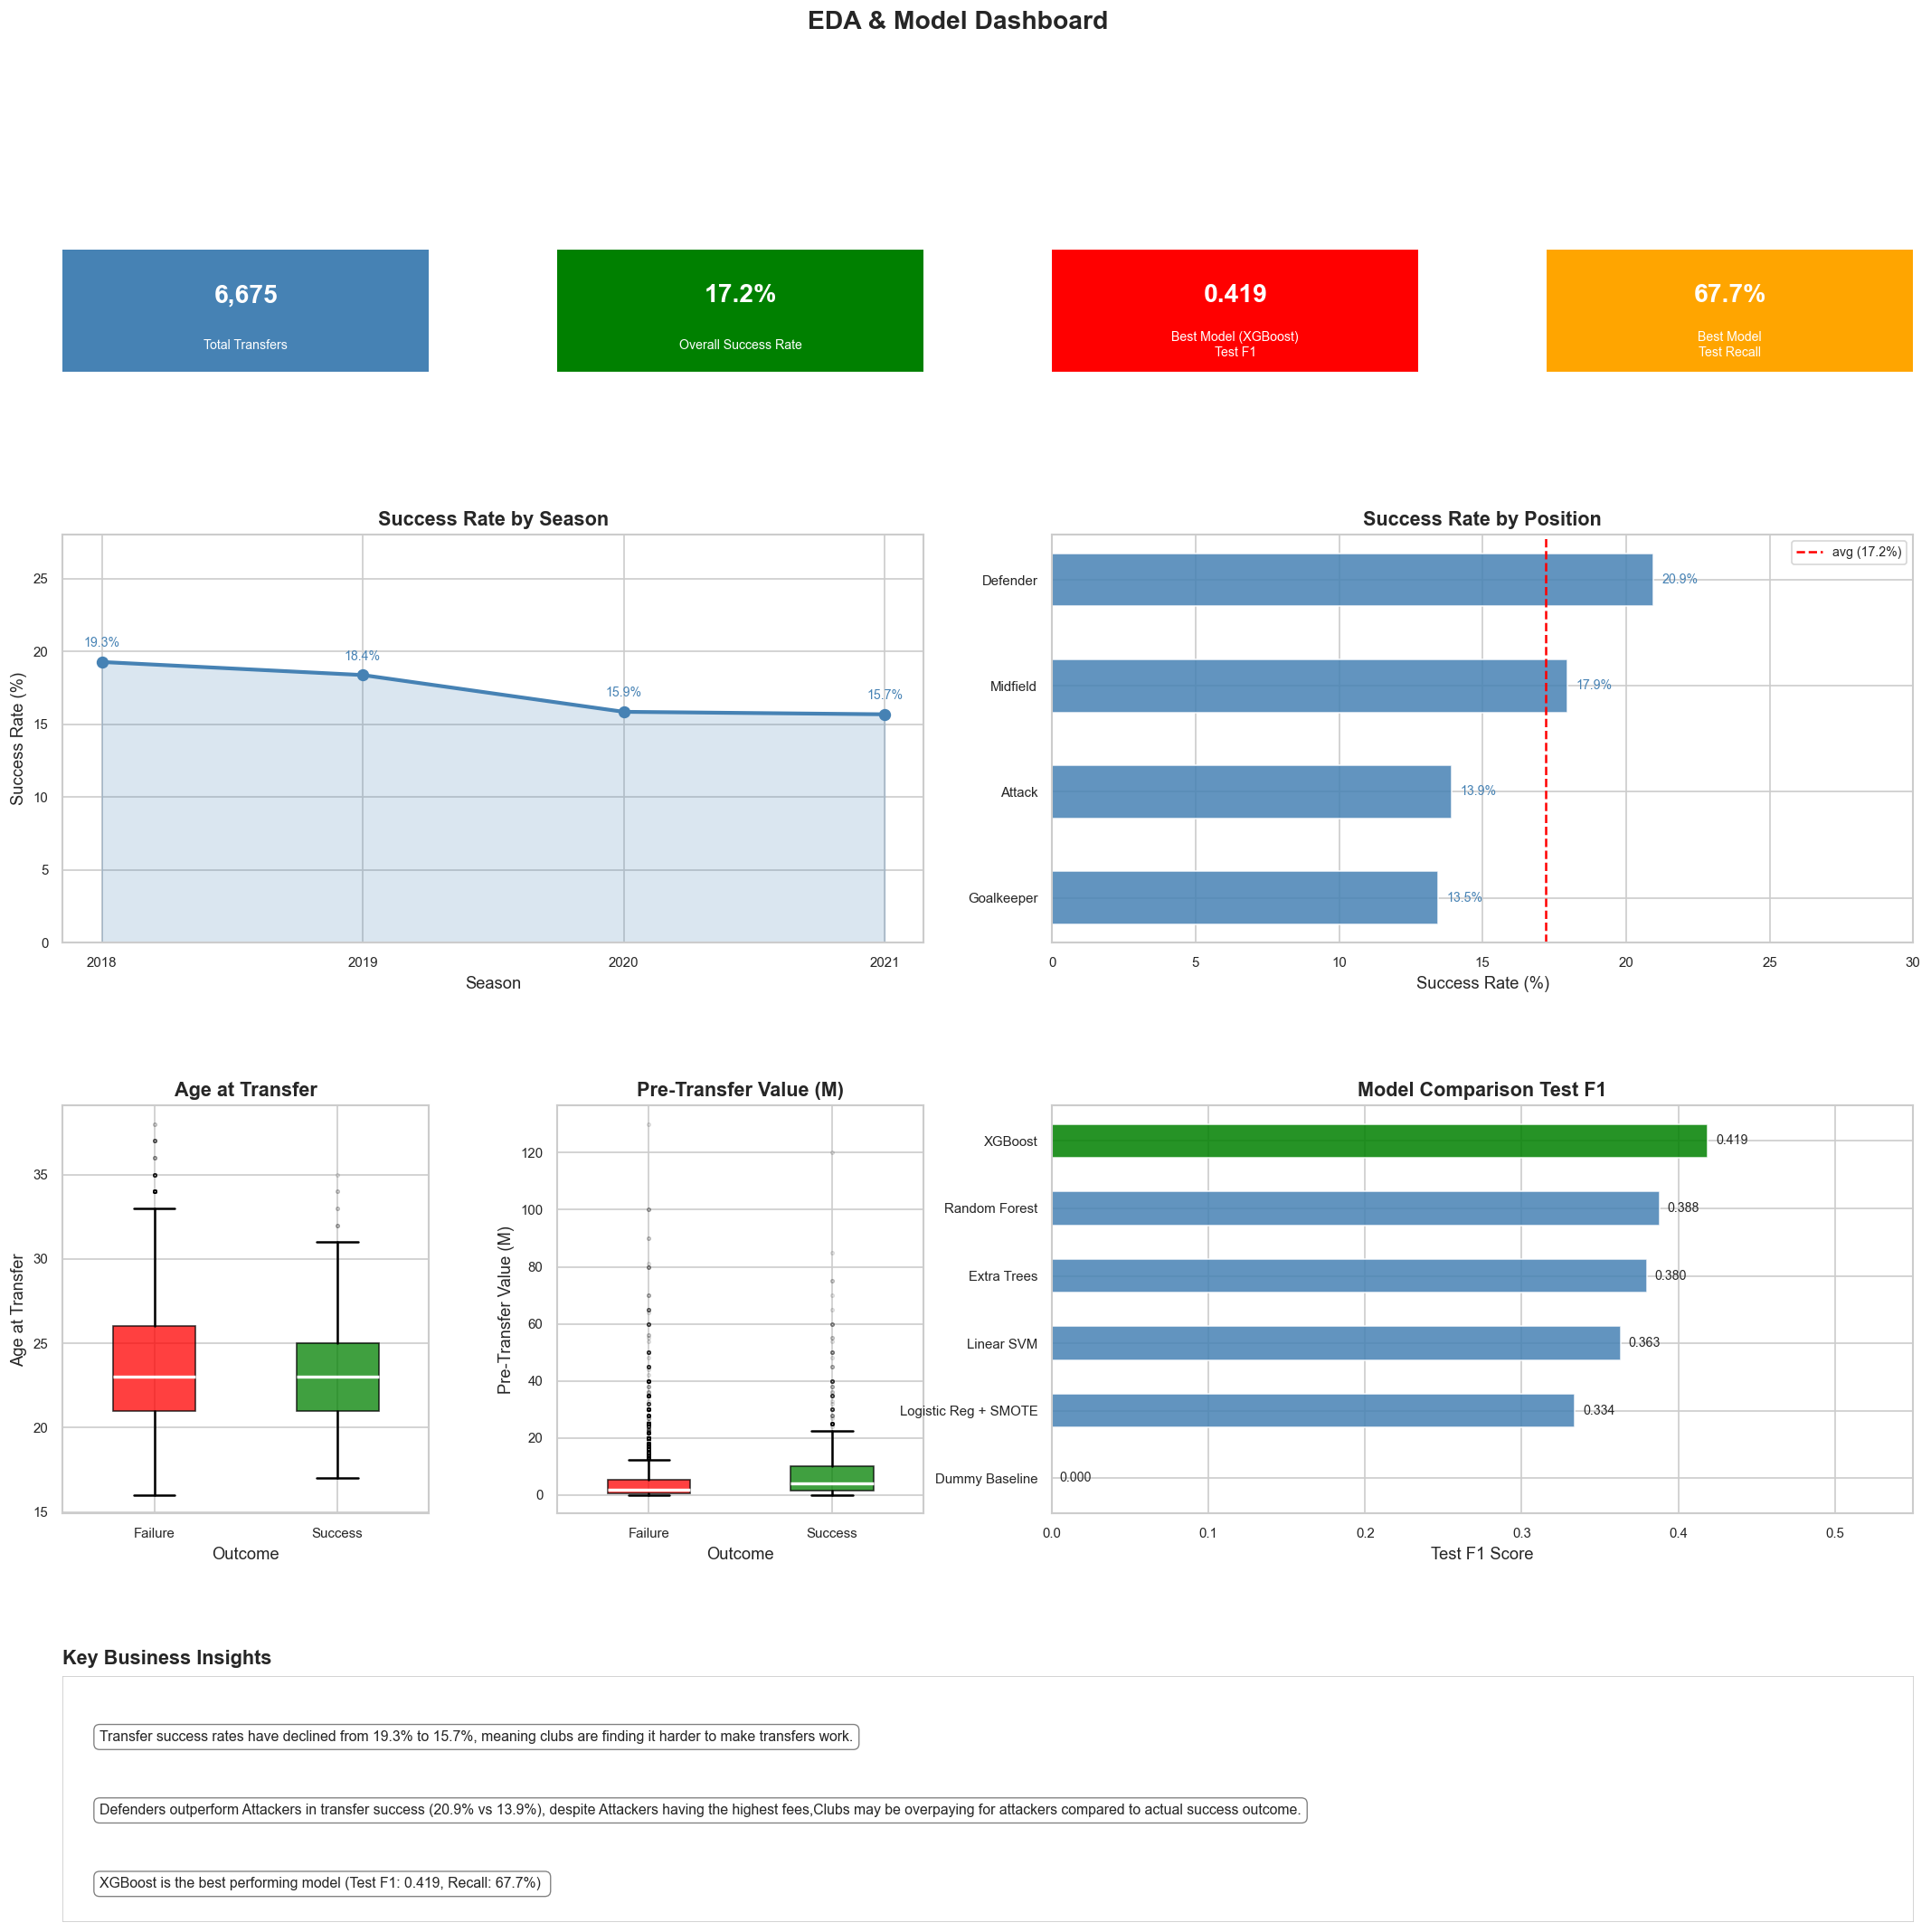 EDA & Model Dashboard
6,675
Total Transfers
17.2%
Overall Success Rate
0.419
Best Model (XGBoost)
Test F1
67.7%
Best Model
Test Recall
Success Rate by Season
Success Rate (%)
25
20
15
10
5
0
19.3%
18.4%
15.9%
15.7%
2018 2019 2020 2021
Season
Success Rate by Position
avg (17.2%)
Defender 20.9%
Midfield 17.9%
Attack 13.9%
Goalkeeper 13.5%
0 5 10 15 20 25 30
Success Rate (%)
Age at Transfer
Age at Transfer
35
30
25
20
15
Failure Success
Outcome
Pre-Transfer Value (M)
Pre-Transfer Value (M)
120
100
80
60
40
20
0
Failure Success
Outcome
Model Comparison Test F1
XGBoost 0.419
Random Forest 0.388
Extra Trees 0.380
Linear SVM 0.363
Logistic Reg + SMOTE 0.334
Dummy Baseline 0.000
0.0 0.1 0.2 0.3 0.4 0.5
Test F1 Score
Key Business Insights
Transfer success rates have declined from 19.3% to 15.7%, meaning clubs are finding it harder to make transfers work.
Defenders outperform Attackers in transfer success (20.9% vs 13.9%), despite Attackers having the highest fees,Clubs may be overpaying for attackers compared to actual success outcome.
XGBoost is the best performing model (Test F1: 0.419, Recall: 67.7%)